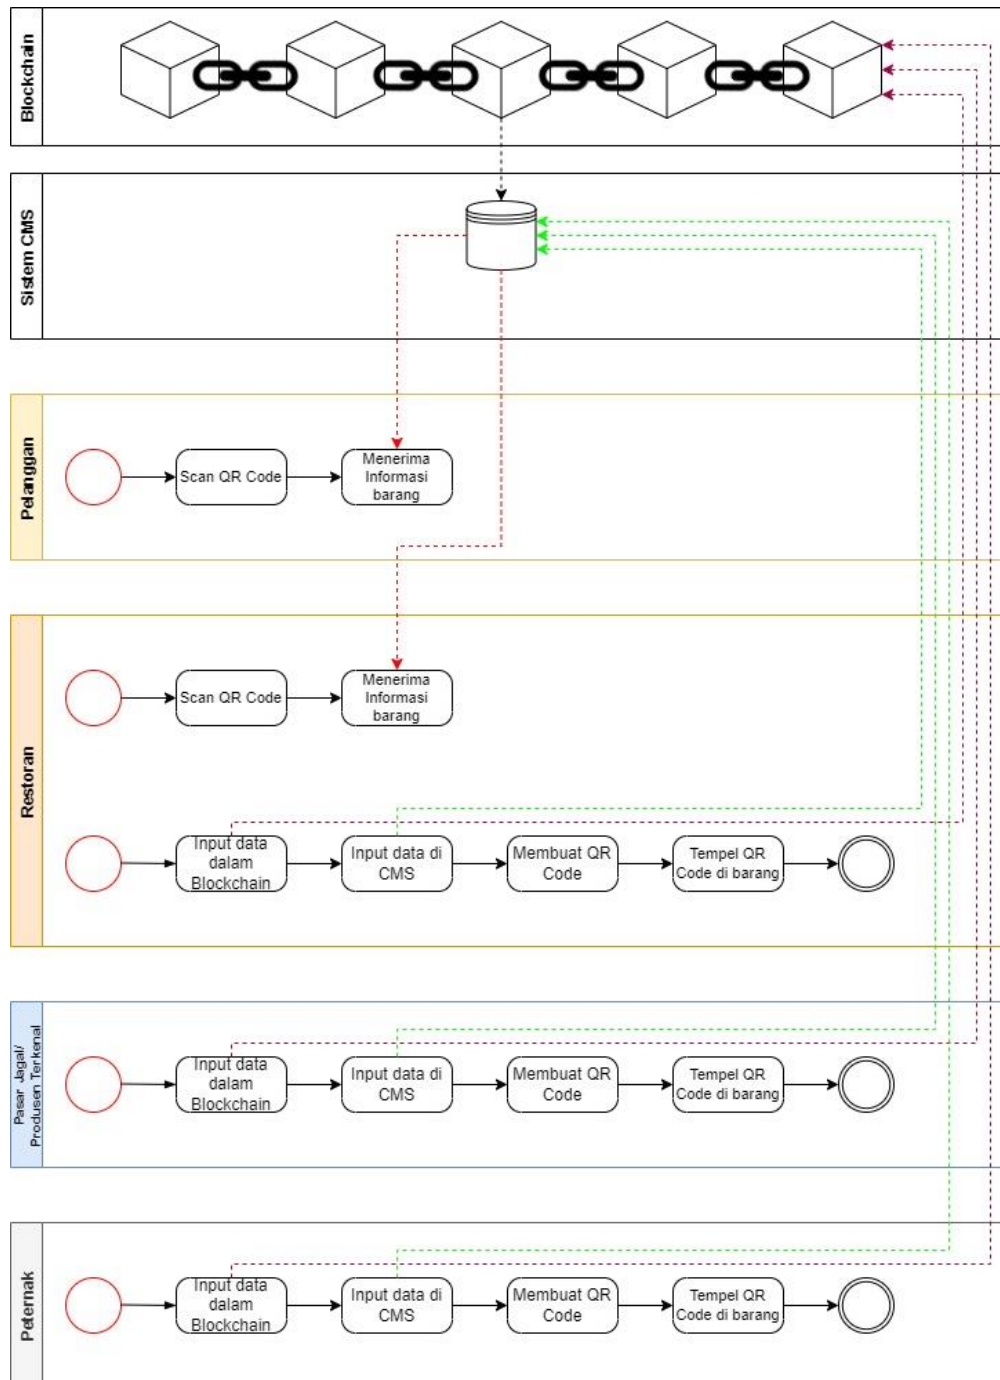 Blockchain
Sistem CMS
Pelanggan
Scan QR Code
Menerima
Informasi
barang
Restoran
Scan QR Code
Menerima
Informasi
barang
Input data
dalam
Blockchain
Input data di
CMS
Membuat QR
Code
Tempel QR
Code di barang
Pasar Jagal/
Produsen Terkenal
Input data
dalam
Blockchain
Input data di
CMS
Membuat QR
Code
Tempel QR
Code di barang
Peternak
Input data
dalam
Blockchain
Input data di
CMS
Membuat QR
Code
Tempel QR
Code di barang